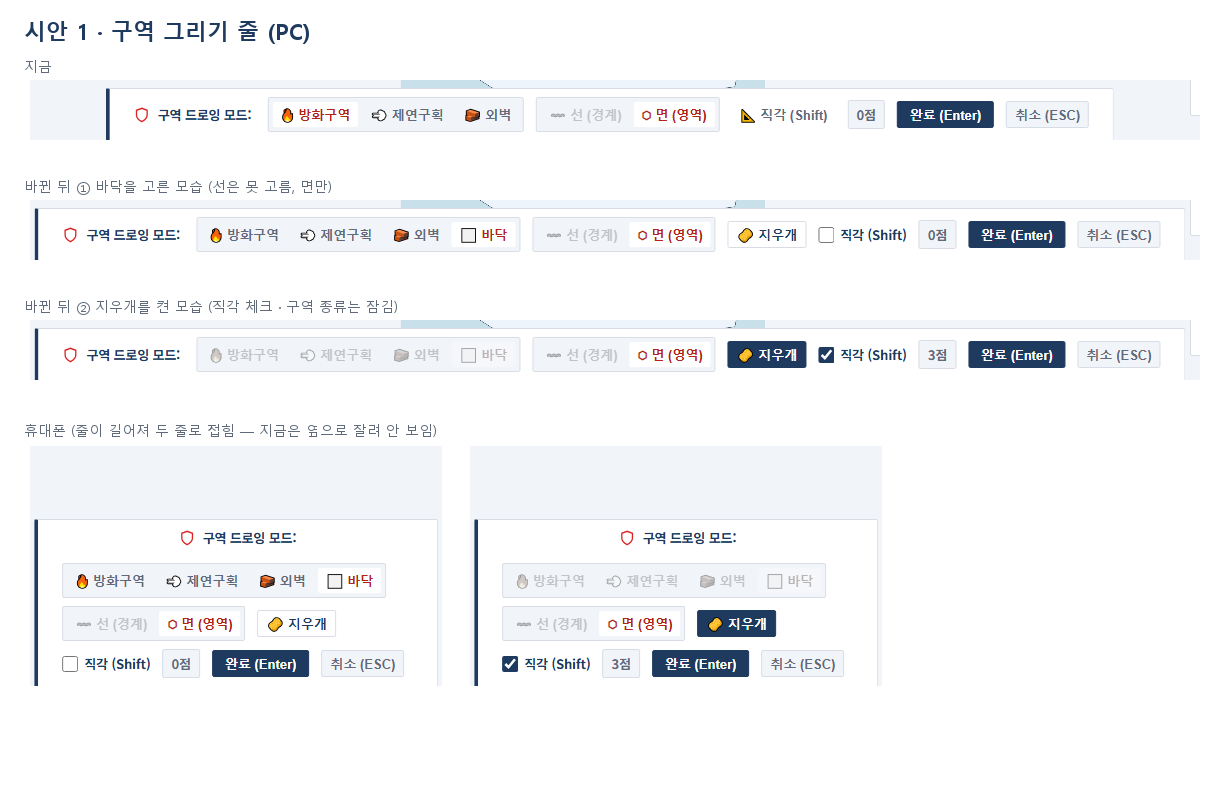 시안 1 · 구역 그리기 줄 (PC)
지금
구역 드로잉 모드: 방화구역 제연구획 외벽 선 (경계) 면 (영역) 직각 (Shift) 0점 완료 (Enter) 취소 (ESC)
바뀐 뒤 ① 바닥을 고른 모습 (선은 못 고름, 면만)
구역 드로잉 모드: 방화구역 제연구획 외벽 바닥 선 (경계) 면 (영역) 지우개 직각 (Shift) 0점 완료 (Enter) 취소 (ESC)
바뀐 뒤 ② 지우개를 켠 모습 (직각 체크 · 구역 종류는 잠김)
구역 드로잉 모드: 방화구역 제연구획 외벽 바닥 선 (경계) 면 (영역) 지우개 직각 (Shift) 3점 완료 (Enter) 취소 (ESC)
휴대폰 (줄이 길어져 두 줄로 접힘 — 지금은 옆으로 잘려 안 보임)
구역 드로잉 모드:
방화구역 제연구획 외벽 바닥
선 (경계) 면 (영역) 지우개
직각 (Shift) 0점 완료 (Enter) 취소 (ESC)
구역 드로잉 모드:
방화구역 제연구획 외벽 바닥
선 (경계) 면 (영역) 지우개
직각 (Shift) 3점 완료 (Enter) 취소 (ESC)